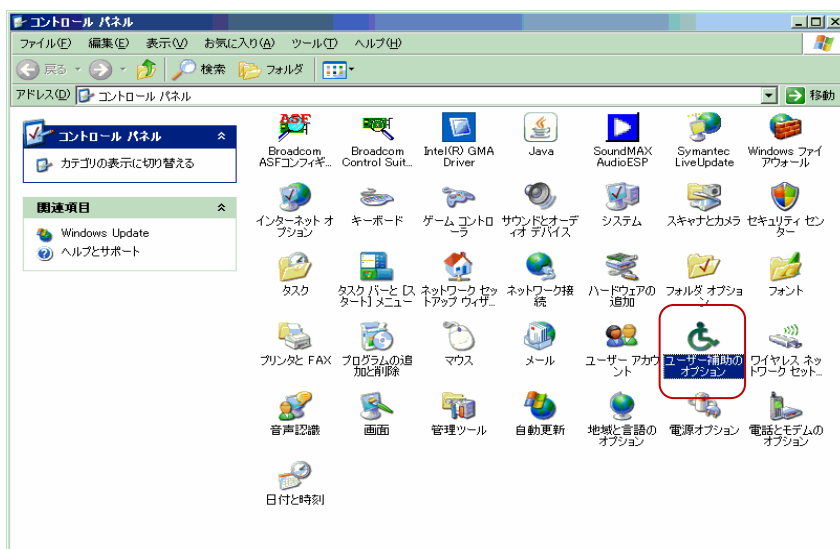 コントロール パネル
ファイル(F) 編集(E) 表示(V) お気に入り(A) ツール(T) ヘルプ(H)
戻る 検索 フォルダ
アドレス(D) コントロール パネル 移動
コントロール パネル
カテゴリの表示に切り替える
関連項目
Windows Update
ヘルプとサポート
ASF
Broadcom
ASFコンフィギ...
Broadcom
Control Suit...
Intel(R) GMA
Driver
Java
SoundMAX
AudioESP
Symantec
LiveUpdate
Windows ファイ
アウォール
インターネット オ
プション
キーボード
ゲーム コントロ
ーラ
サウンドとオーデ
ィオ デバイス
システム
スキャナとカメラ
セキュリティ セン
ター
タスク
タスク バーと [ス
タート] メニュー
ネットワーク セッ
トアップ ウィザ...
ネットワーク接
続
ハードウェアの
追加
フォルダ オプショ
ン
フォント
プリンタと FAX
プログラムの追
加と削除
マウス
メール
ユーザー アカウ
ント
ユーザー補助の
オプション
ワイヤレス ネッ
トワーク セット...
音声認識
画面
管理ツール
自動更新
地域と言語の
オプション
電源オプション
電話とモデムの
オプション
日付と時刻